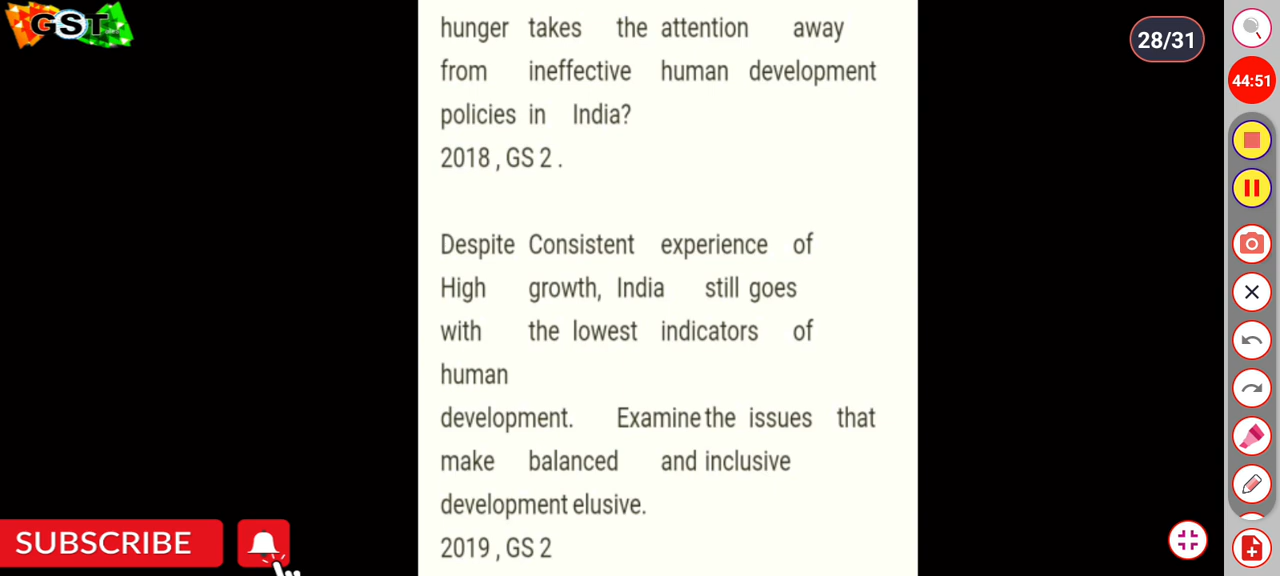 GST
hunger takes the attention away
from ineffective human development
policies in India?
2018 , GS 2 .
Despite Consistent experience of
High growth, India still goes
with the lowest indicators of
human
development. Examine the issues that
make balanced and inclusive
development elusive.
2019 , GS 2
28/31
44:51
SUBSCRIBE